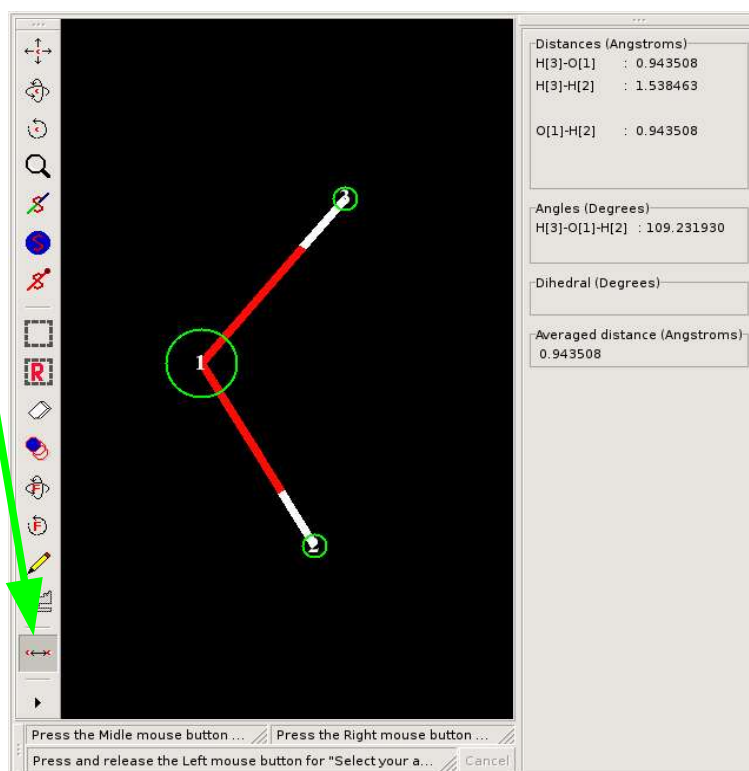 Distances (Angstroms)
H[3]-O[1] : 0.943508
H[3]-H[2] : 1.538463
O[1]-H[2] : 0.943508
Angles (Degrees)
H[3]-O[1]-H[2] : 109.231930
Dihedral (Degrees)
Averaged distance (Angstroms)
0.943508
3
1
2
S
R
F
F
Press the Midle mouse button ... Press the Right mouse button ...
Press and release the Left mouse button for "Select your a... Cancel